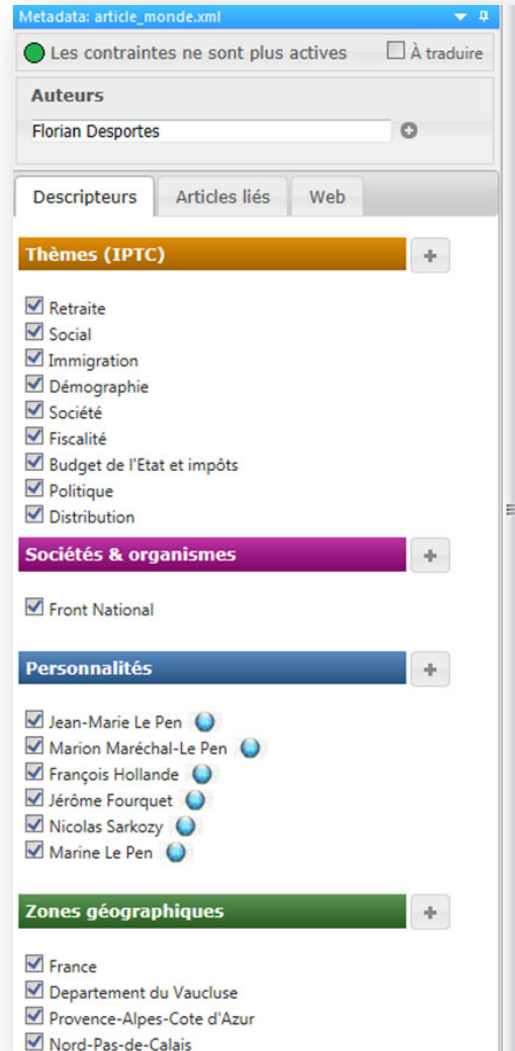 Metadata: article_monde.xml
Les contraintes ne sont plus actives À traduire
Auteurs
Florian Desportes
Descripteurs Articles liés Web
Thèmes (IPTC)
Retraite
Social
Immigration
Démographie
Société
Fiscalité
Budget de l'Etat et impôts
Politique
Distribution
Sociétés & organismes
Front National
Personnalités
Jean-Marie Le Pen
Marion Maréchal-Le Pen
François Hollande
Jérôme Fourquet
Nicolas Sarkozy
Marine Le Pen
Zones géographiques
France
Departement du Vaucluse
Provence-Alpes-Cote d'Azur
Nord-Pas-de-Calais